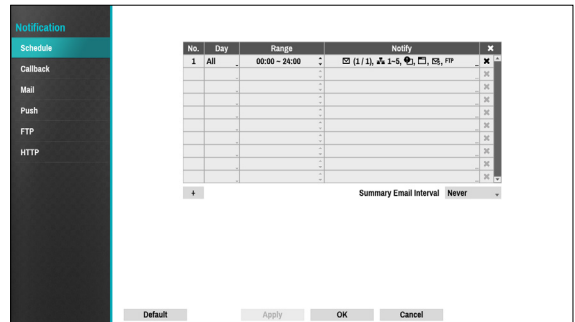 Notification
Schedule
Callback
Mail
Push
FTP
HTTP
No. Day Range Notify
1 All 00:00 ~ 24:00 (1/1), 1~5, FTP
+ Summary Email Interval Never
Default Apply OK Cancel